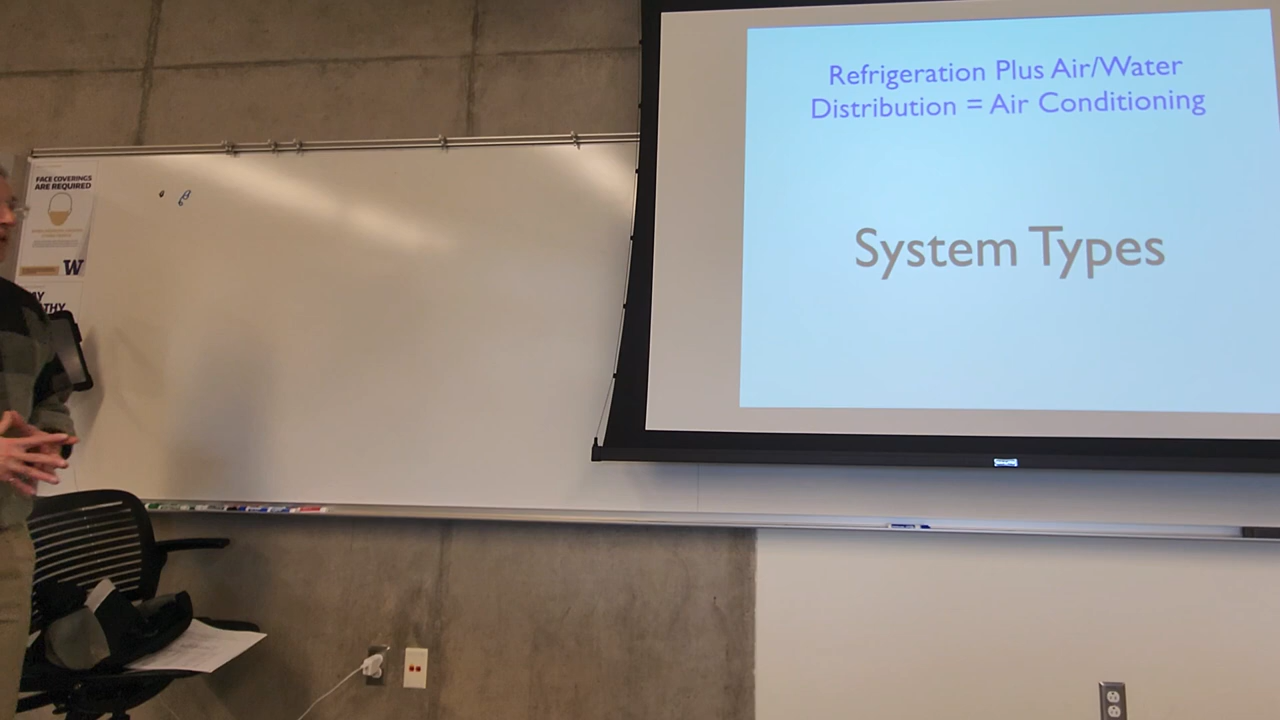 Refrigeration Plus Air/Water
Distribution = Air Conditioning
System Types
FACE COVERINGS
ARE REQUIRED
W